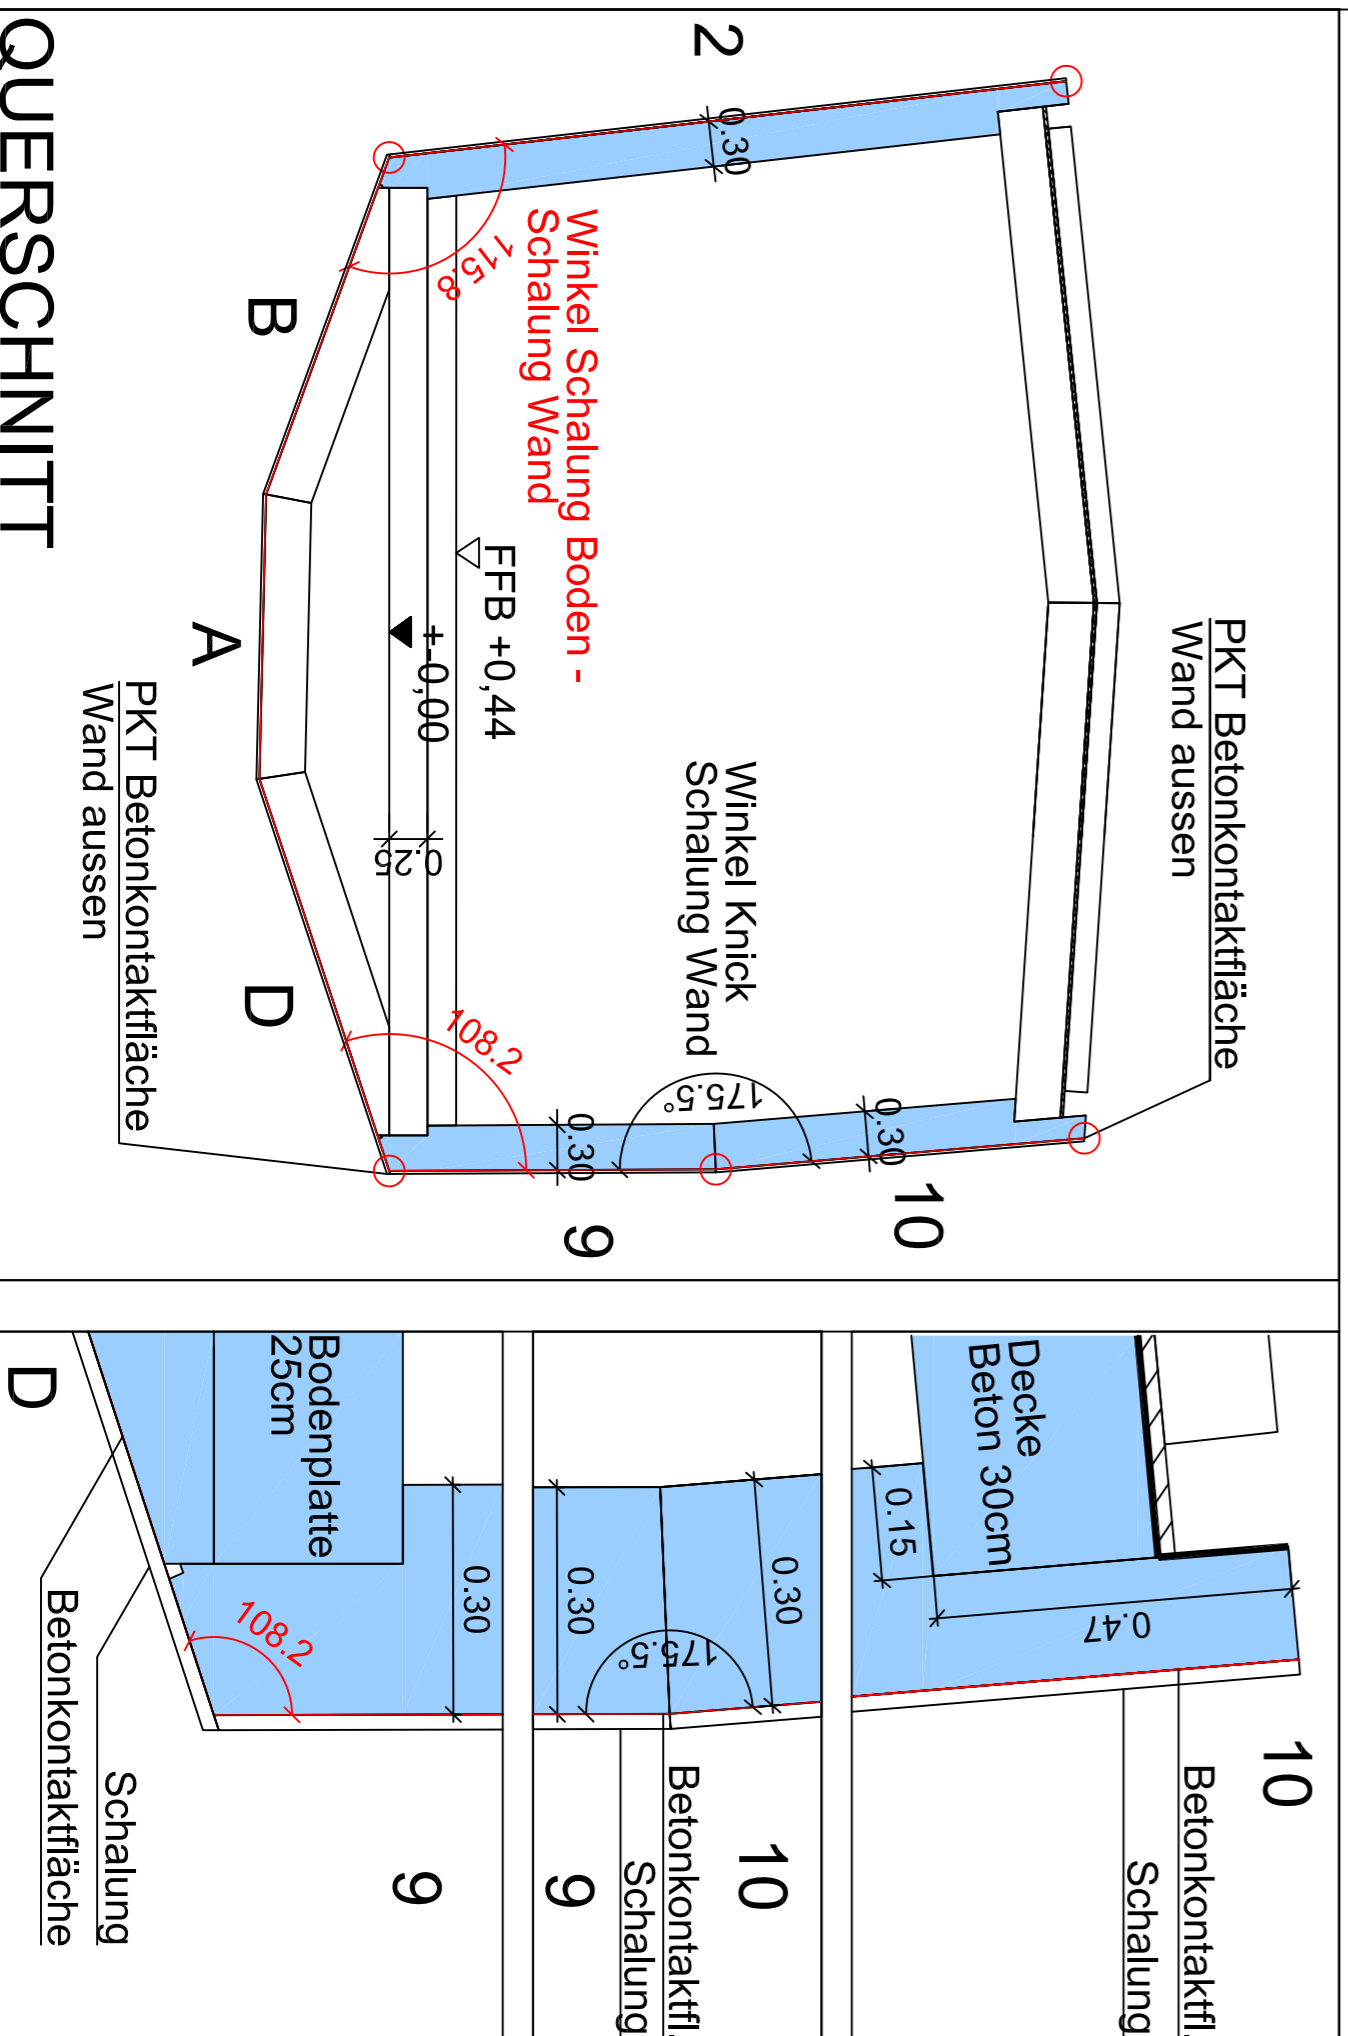 PKT Betonkontaktfläche
Wand aussen
2
0.30
10
0.30
Winkel Knick
Schalung Wand
175.5°
Winkel Schalung Boden -
Schalung Wand
9
0.30
115.8
108.2
FFB +0,44
+-0,00
0.25
B
D
A
PKT Betonkontaktfläche
Wand aussen
QUERSCHNITT
10
Betonkontaktfl.
Schalung
Decke
Beton 30cm
0.47
0.15
10
0.30
175.5°
Betonkontaktfl.
Schalung
0.30
9
0.30
9
Bodenplatte
25cm
108.2
Schalung
Betonkontaktfläche
D